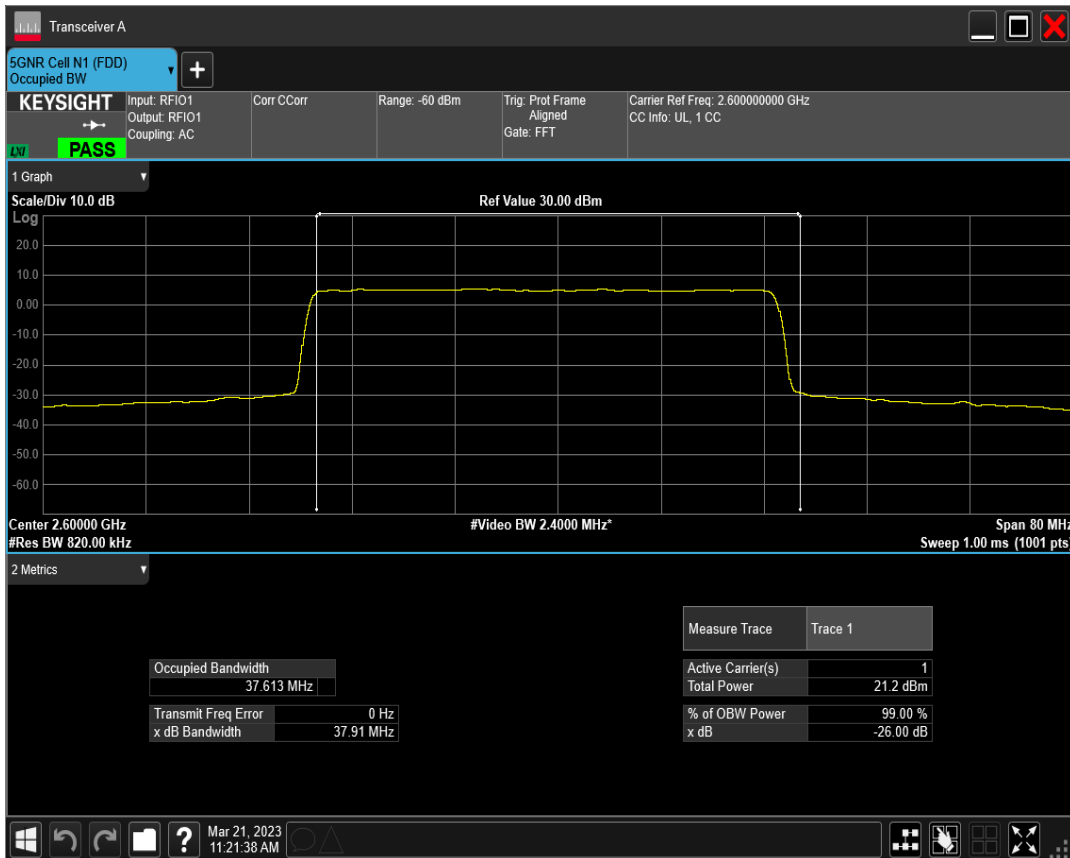 Transceiver A
5GNR Cell N1 (FDD)
Occupied BW
+
KEYSIGHT
LXI
PASS
Input: RFIO1
Output: RFIO1
Coupling: AC
Corr CCorr
Range: -60 dBm
Trig: Prot Frame
Aligned
Gate: FFT
Carrier Ref Freq: 2.600000000 GHz
CC Info: UL, 1 CC
1 Graph
Scale/Div 10.0 dB
Ref Value 30.00 dBm
Log
20.0
10.0
0.00
-10.0
-20.0
-30.0
-40.0
-50.0
-60.0
Center 2.60000 GHz
#Video BW 2.4000 MHz*
Span 80 MHz
#Res BW 820.00 kHz
Sweep 1.00 ms (1001 pts)
2 Metrics
Measure Trace Trace 1
Occupied Bandwidth
37.613 MHz
Active Carrier(s) 1
Total Power 21.2 dBm
Transmit Freq Error 0 Hz
x dB Bandwidth 37.91 MHz
% of OBW Power 99.00 %
x dB -26.00 dB
?
Mar 21, 2023
11:21:38 AM